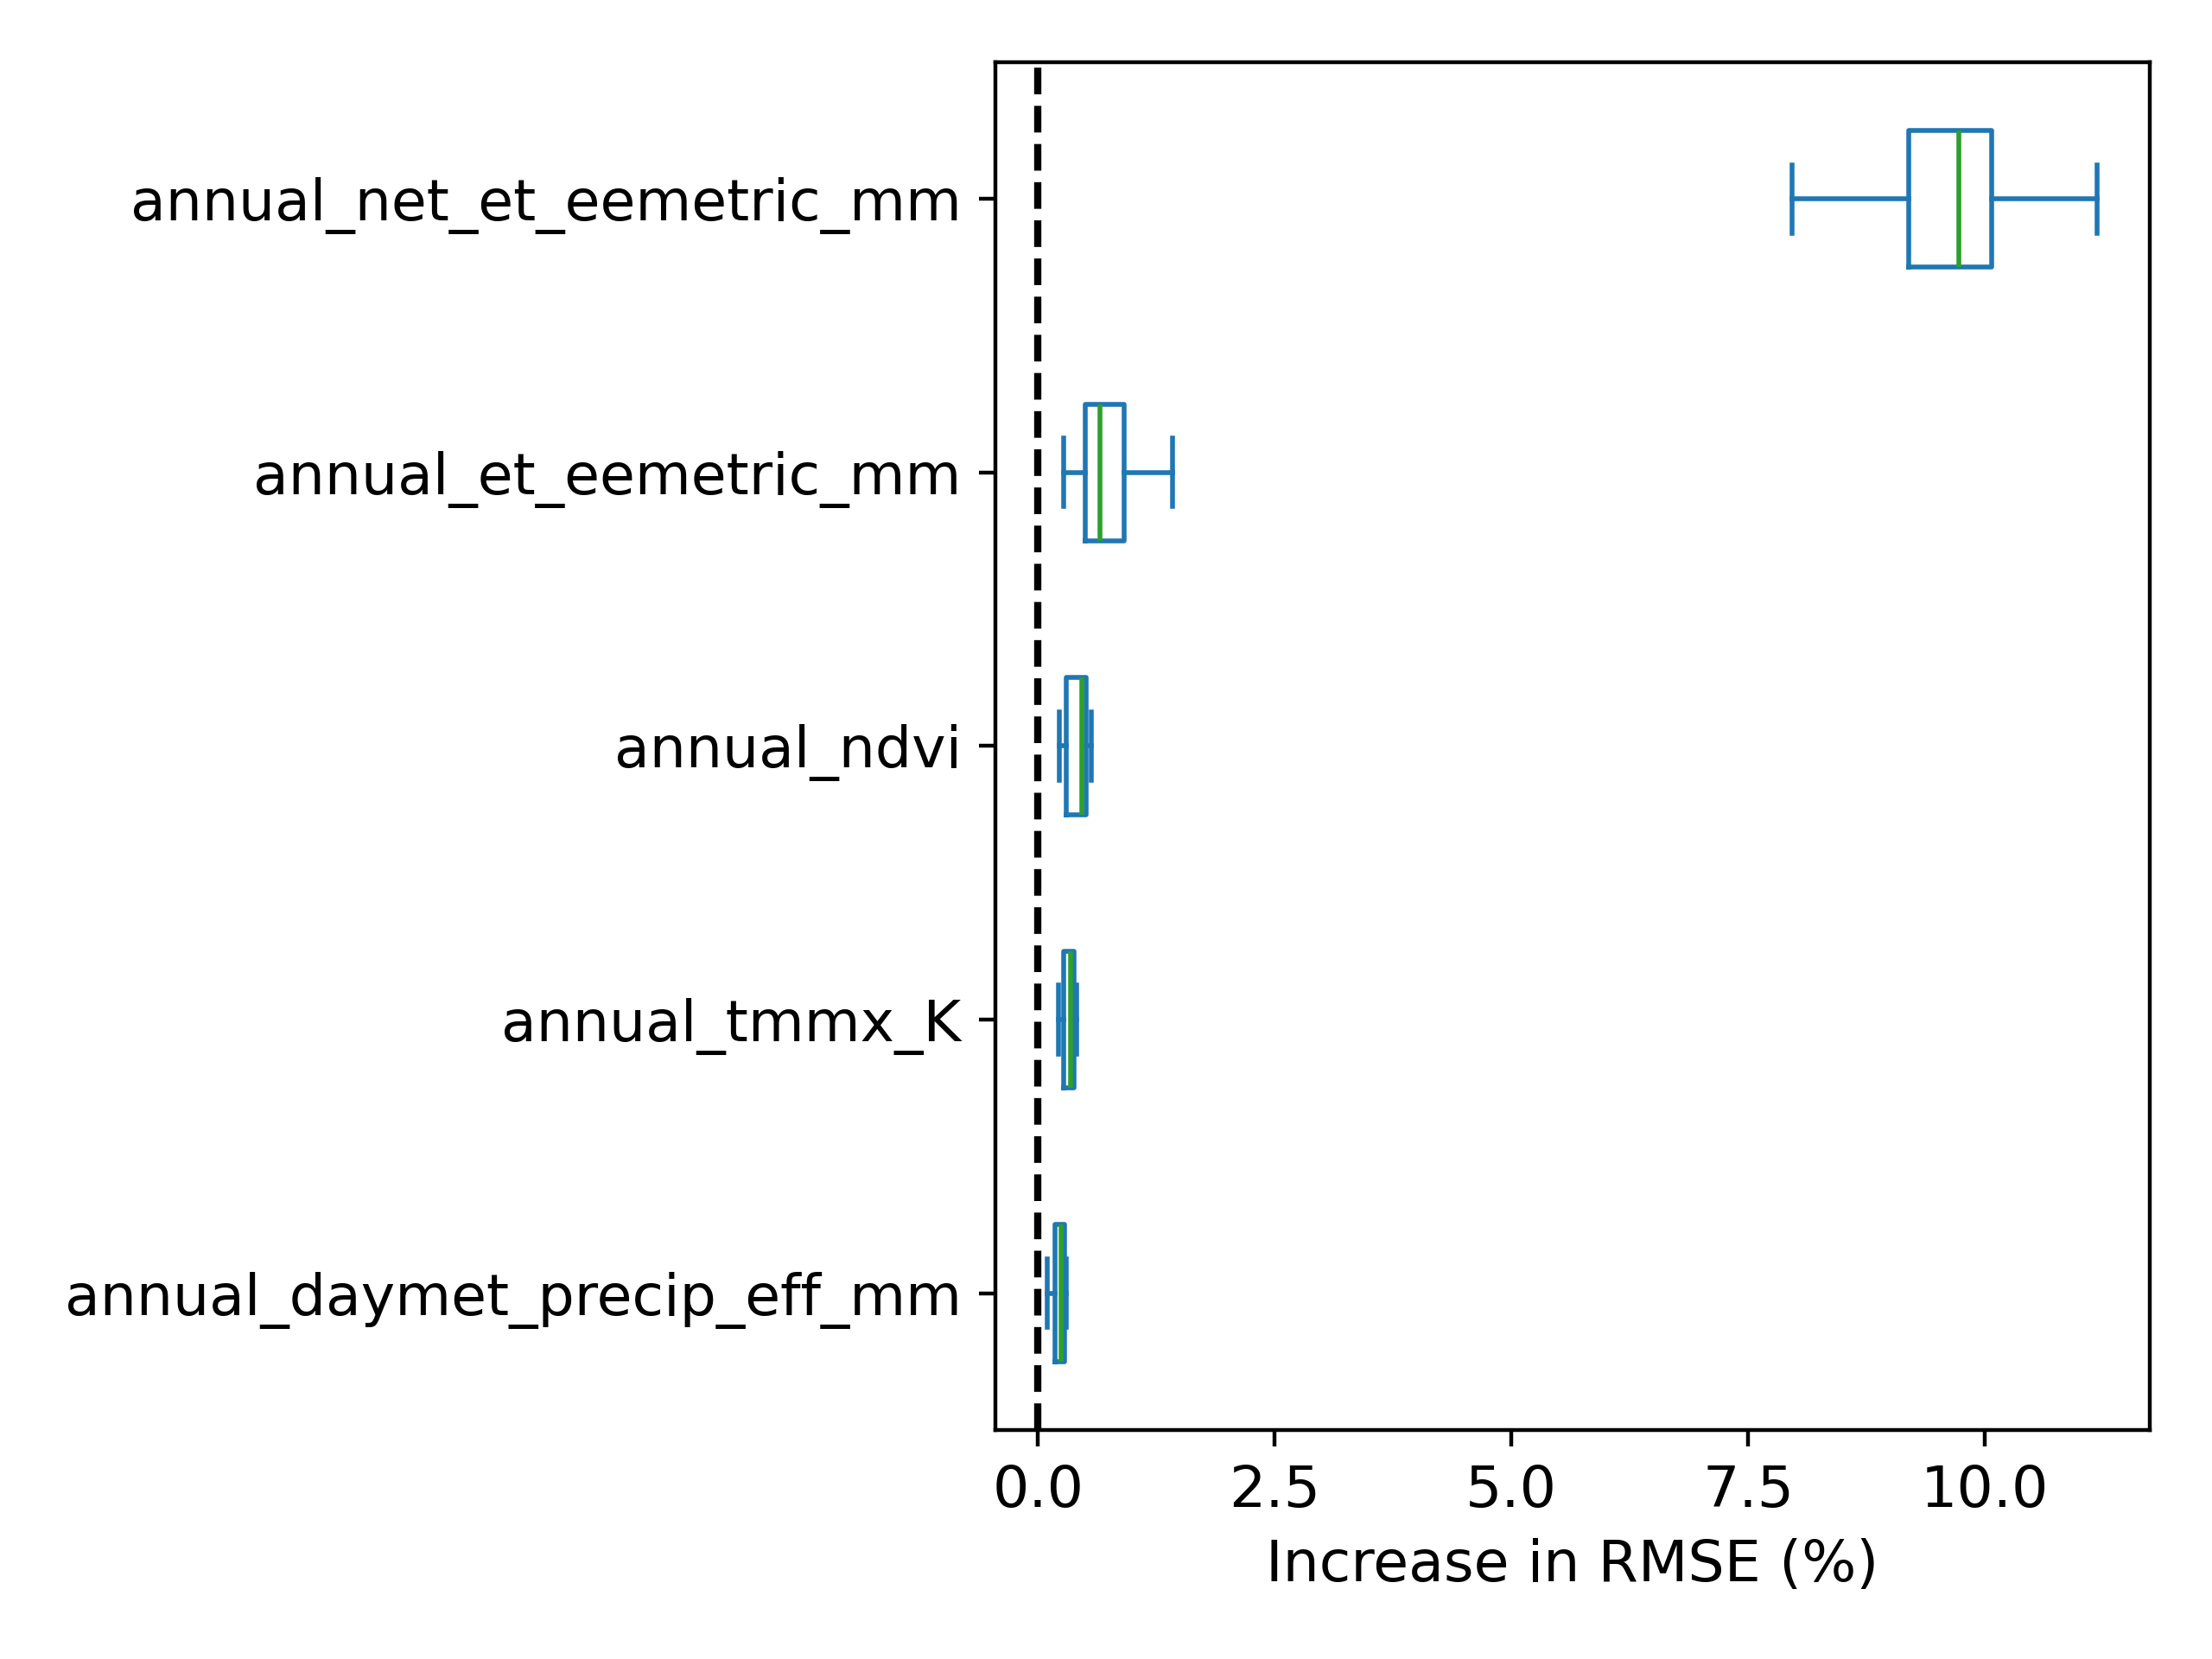 annual_net_et_eemetric_mm
annual_et_eemetric_mm
annual_ndvi
annual_tmmx_K
annual_daymet_precip_eff_mm
0.0 2.5 5.0 7.5 10.0
Increase in RMSE (%)